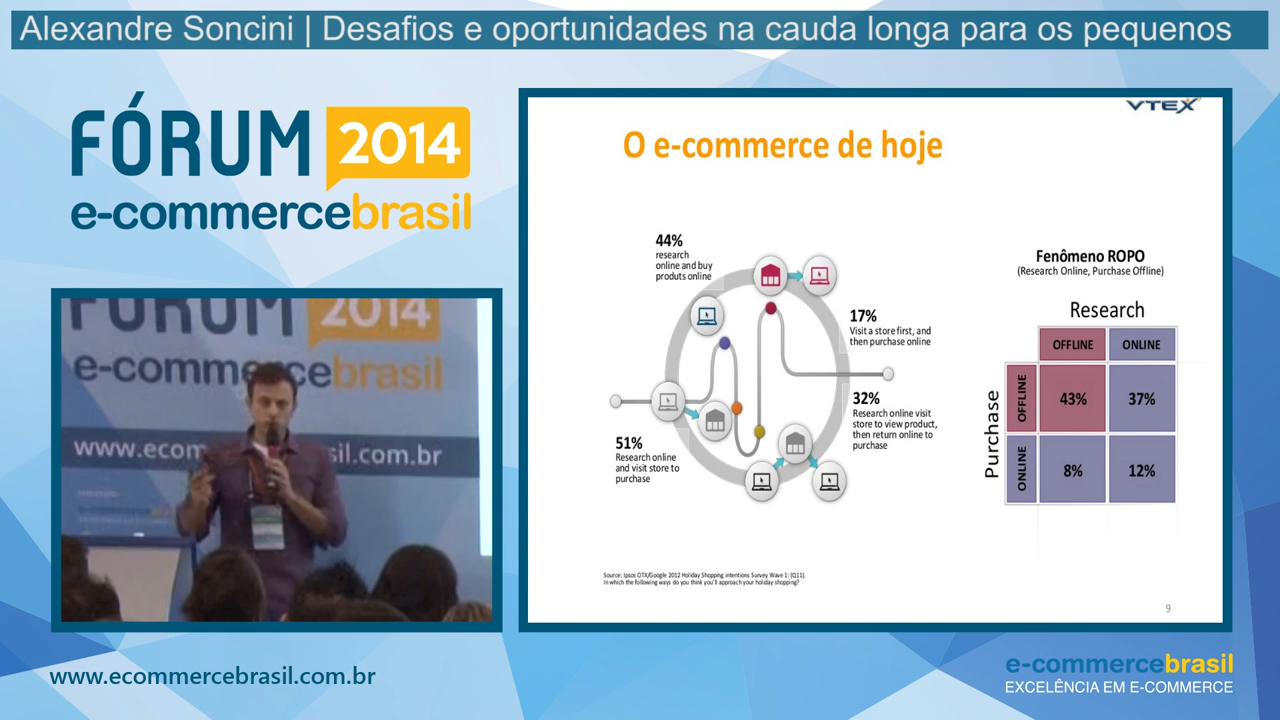 Alexandre Soncini | Desafios e oportunidades na cauda longa para os pequenos
FÓRUM 2014
e-commercebrasil
FÓRUM 2014
e-commercebrasil
www.ecommercebrasil.com.br
VTEX
O e-commerce de hoje
44%
research
online and buy
produts online
17%
Visit a store first, and
then purchase online
32%
Research online visit
store to view product,
then return online to
purchase
51%
Research online
and visit store to
purchase
Fenômeno ROPO
(Research Online, Purchase Offline)
Research
OFFLINE ONLINE
Purchase
OFFLINE 43% 37%
ONLINE 8% 12%
Source: Ipsos OTX/Google 2012 Holiday Shopping intentions Survey Wave 1: (Q11).
In which the following ways do you think you'll approach your holiday shopping?
9
www.ecommercebrasil.com.br
e-commercebrasil
EXCELÊNCIA EM E-COMMERCE